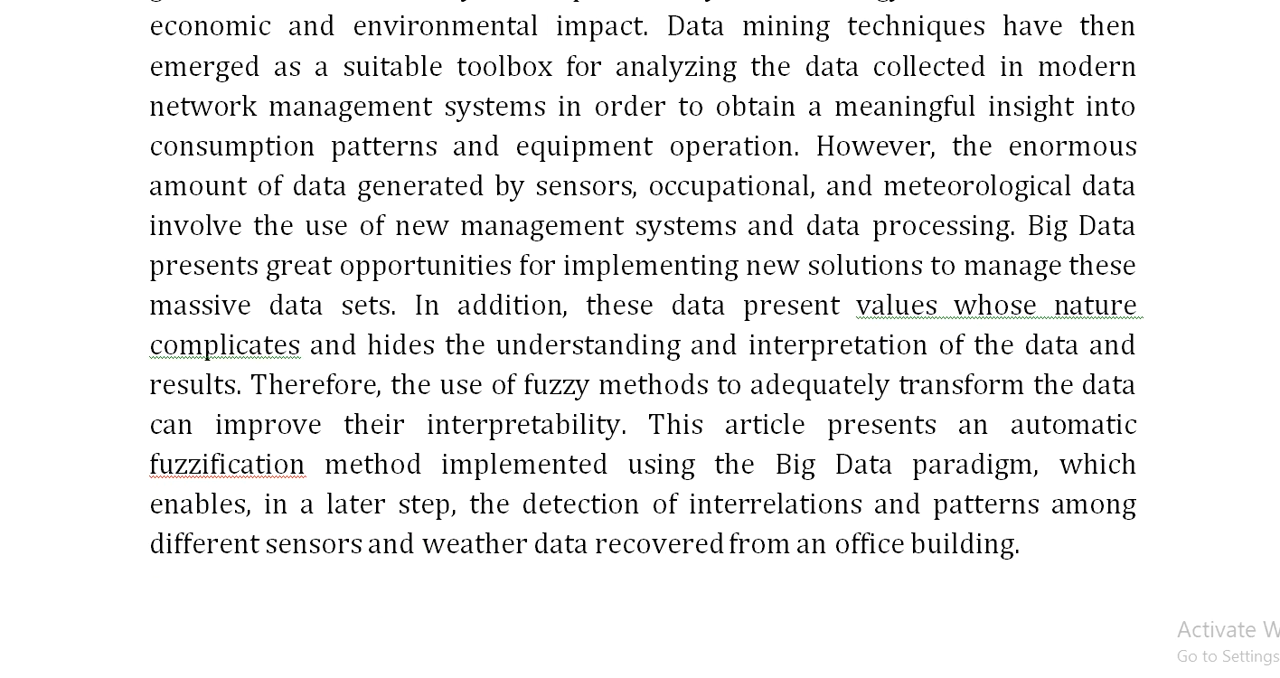 economic and environmental impact. Data mining techniques have then
emerged as a suitable toolbox for analyzing the data collected in modern
network management systems in order to obtain a meaningful insight into
consumption patterns and equipment operation. However, the enormous
amount of data generated by sensors, occupational, and meteorological data
involve the use of new management systems and data processing. Big Data
presents great opportunities for implementing new solutions to manage these
massive data sets. In addition, these data present values whose nature
complicates and hides the understanding and interpretation of the data and
results. Therefore, the use of fuzzy methods to adequately transform the data
can improve their interpretability. This article presents an automatic
fuzzification method implemented using the Big Data paradigm, which
enables, in a later step, the detection of interrelations and patterns among
different sensors and weather data recovered from an office building.
Activate W
Go to Settings